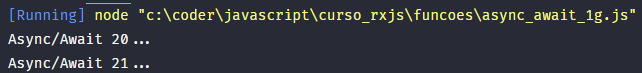 [Running] node "c:\coder\javascript\curso_rxjs\funcoes\async_await_1g.js"
Async/Await 20...
Async/Await 21...